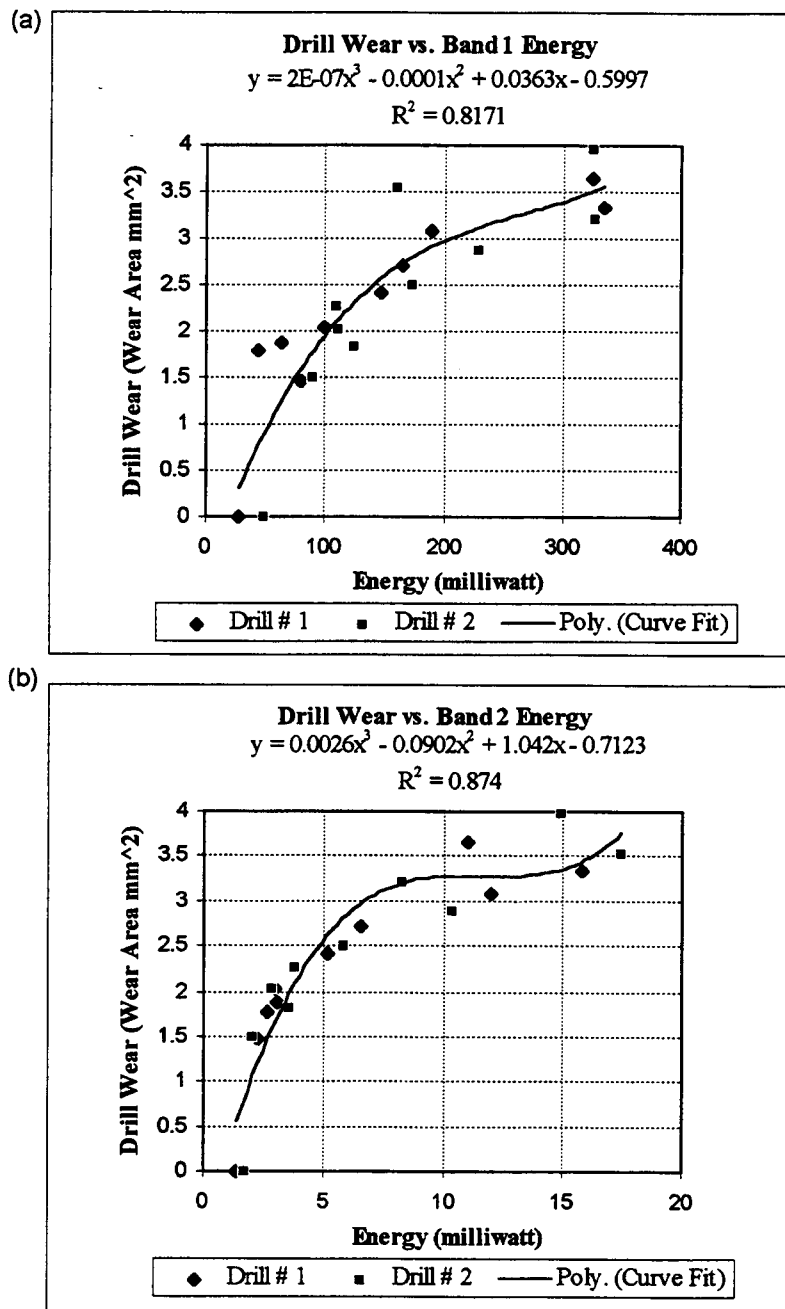 (a)
Drill Wear vs. Band 1 Energy
y = 2E-07x³ - 0.0001x² + 0.0363x - 0.5997
R² = 0.8171
Drill Wear (Wear Area mm^2)
4
3.5
3
2.5
2
1.5
1
0.5
0
0 100 200 300 400
Energy (milliwatt)
Drill # 1 Drill # 2 Poly. (Curve Fit)
(b)
Drill Wear vs. Band 2 Energy
y = 0.0026x³ - 0.0902x² + 1.042x - 0.7123
R² = 0.874
Drill Wear (Wear Area mm^2)
4
3.5
3
2.5
2
1.5
1
0.5
0
0 5 10 15 20
Energy (milliwatt)
Drill # 1 Drill # 2 Poly. (Curve Fit)